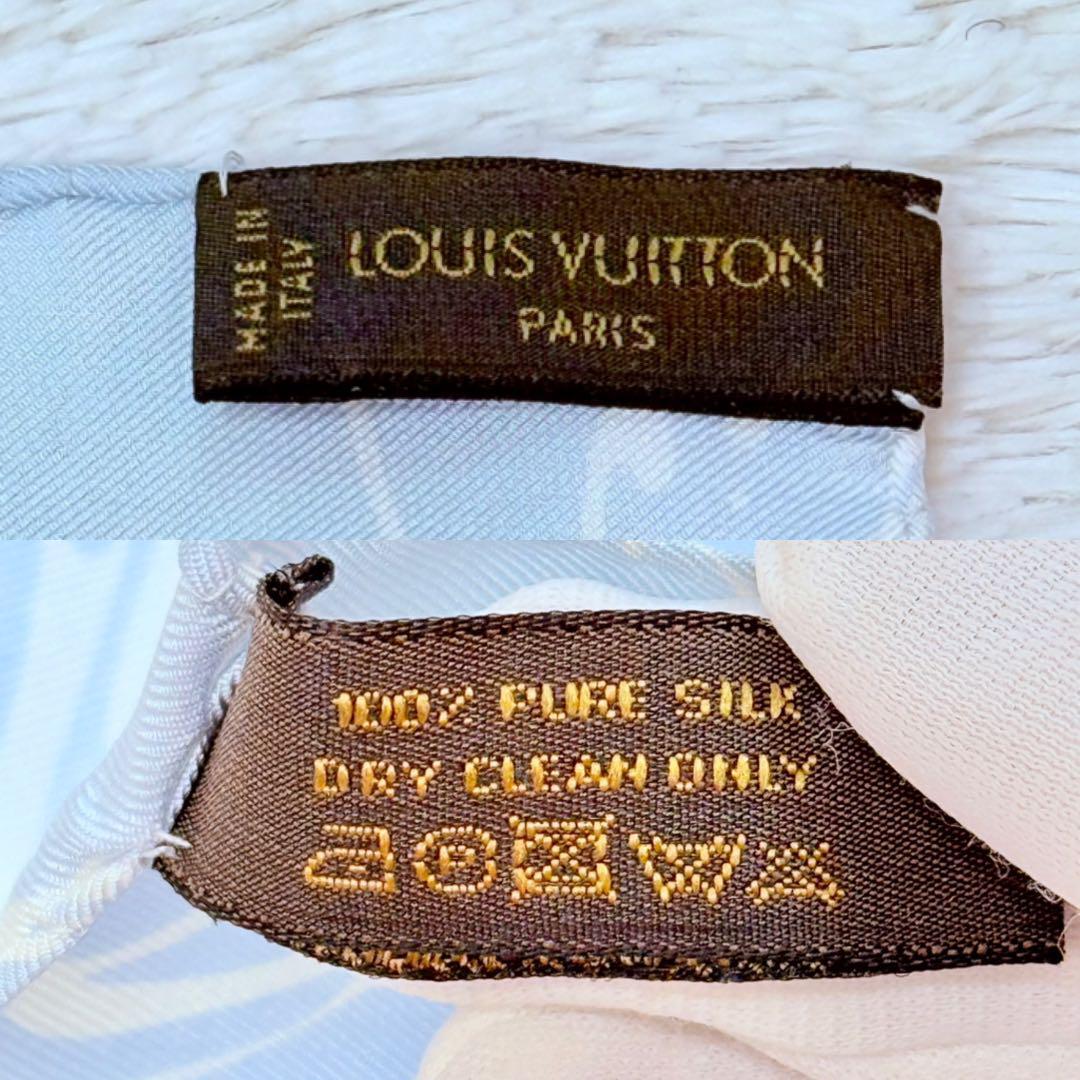 MADE IN
ITALY
LOUIS VUITTON
PARIS
100% PURE SILK
DRY CLEAN ONLY
P